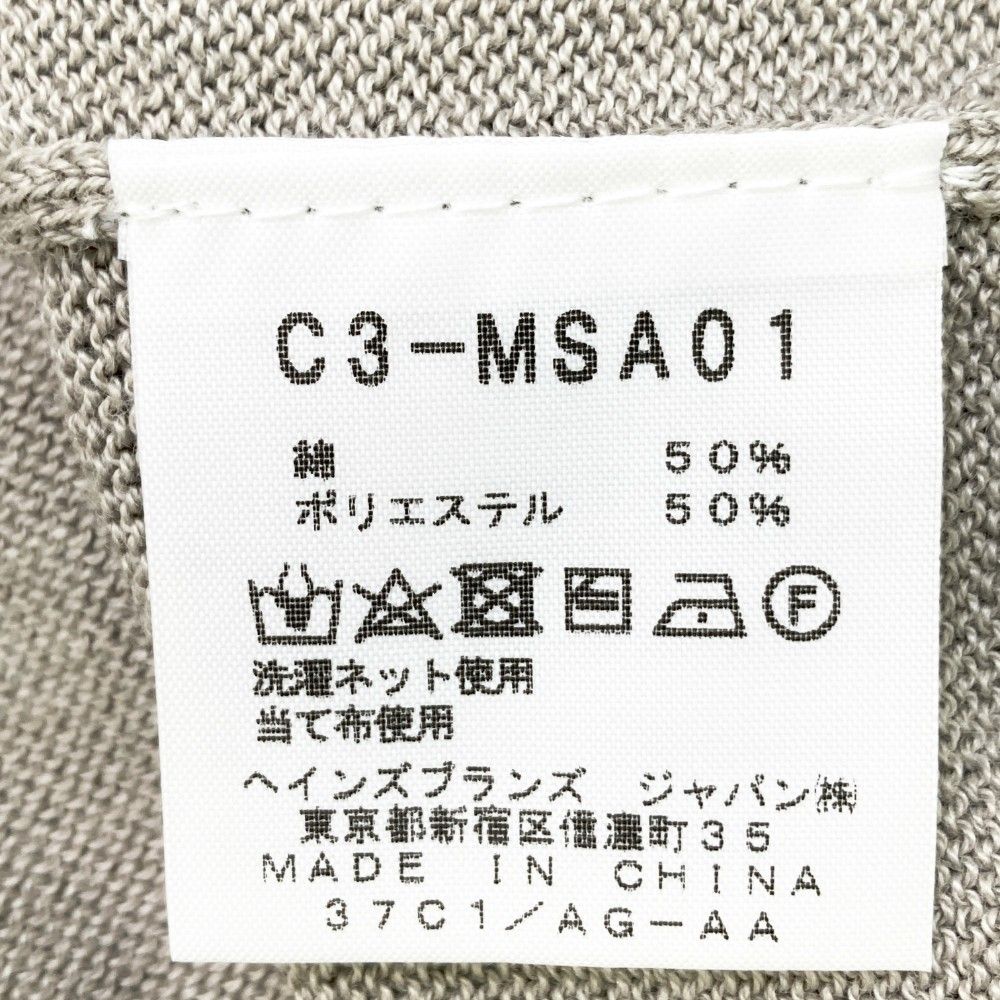 C3-MSA01
綿 50%
ポリエステル 50%
F
洗濯ネット使用
当て布使用
ヘインズブランズ ジャパン㈱
東京都新宿区信濃町35
MADE IN CHINA
37C1/AG-AA